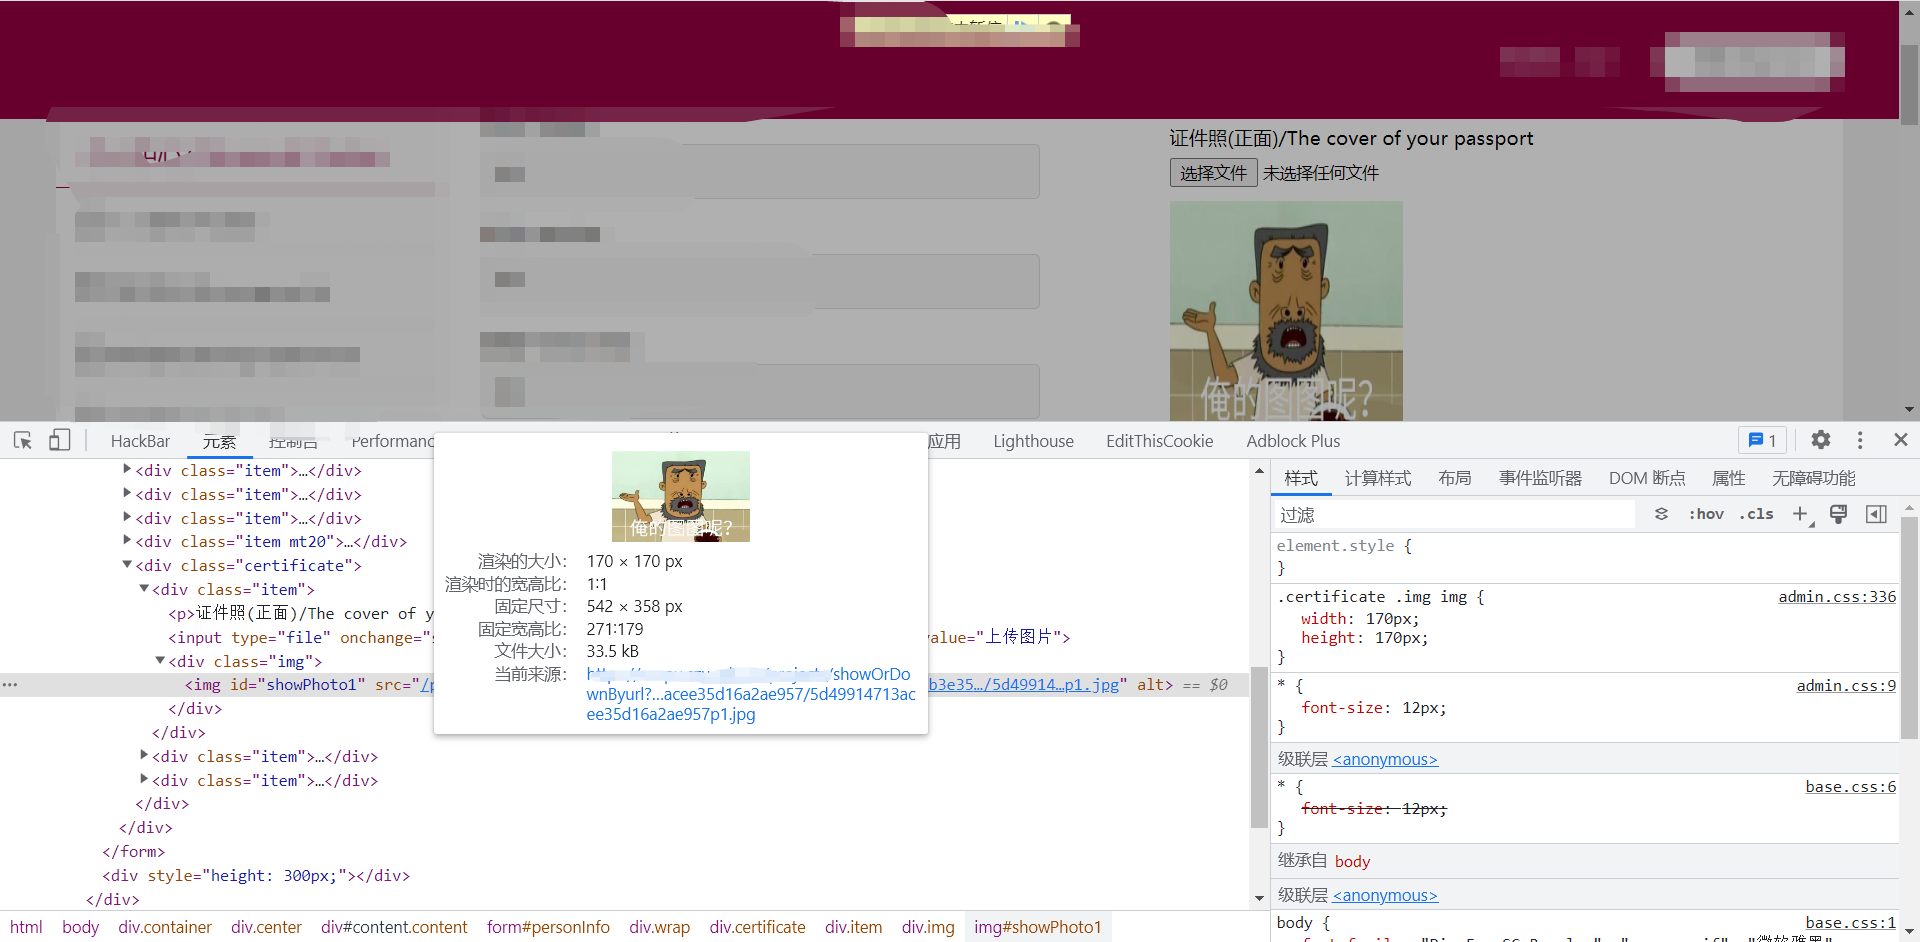 证件照(正面)/The cover of your passport
选择文件 未选择任何文件
俺的图图呢?
HackBar 元素 控制台 Performanc 应用 Lighthouse EditThisCookie Adblock Plus 1
<div class="item">…</div>
<div class="item">…</div>
<div class="item">…</div>
<div class="item mt20">…</div>
<div class="certificate">
<div class="item">
<p>证件照(正面)/The cover of y
<input type="file" onchange="s alue="上传图片">
<div class="img">
<img id="showPhoto1" src="/p b3e35…/5d49914…p1.jpg" alt> == $0
</div>
</div>
<div class="item">…</div>
<div class="item">…</div>
</div>
</div>
</form>
<div style="height: 300px;"></div>
</div>
俺的图图呢?
渲染的大小： 170 × 170 px
渲染时的宽高比： 1∶1
固定尺寸： 542 × 358 px
固定宽高比： 271∶179
文件大小： 33.5 kB
当前来源： /showOrDo
wnByurl?…acee35d16a2ae957/5d49914713ac
ee35d16a2ae957p1.jpg
html body div.container div.center div#content.content form#personInfo div.wrap div.certificate div.item div.img img#showPhoto1
样式 计算样式 布局 事件监听器 DOM 断点 属性 无障碍功能
过滤 :hov .cls
element.style {
}
.certificate .img img { admin.css:336
width: 170px;
height: 170px;
}
* { admin.css:9
font-size: 12px;
}
级联层 <anonymous>
* { base.css:6
font-size: 12px;
}
继承自 body
级联层 <anonymous>
body { base.css:1